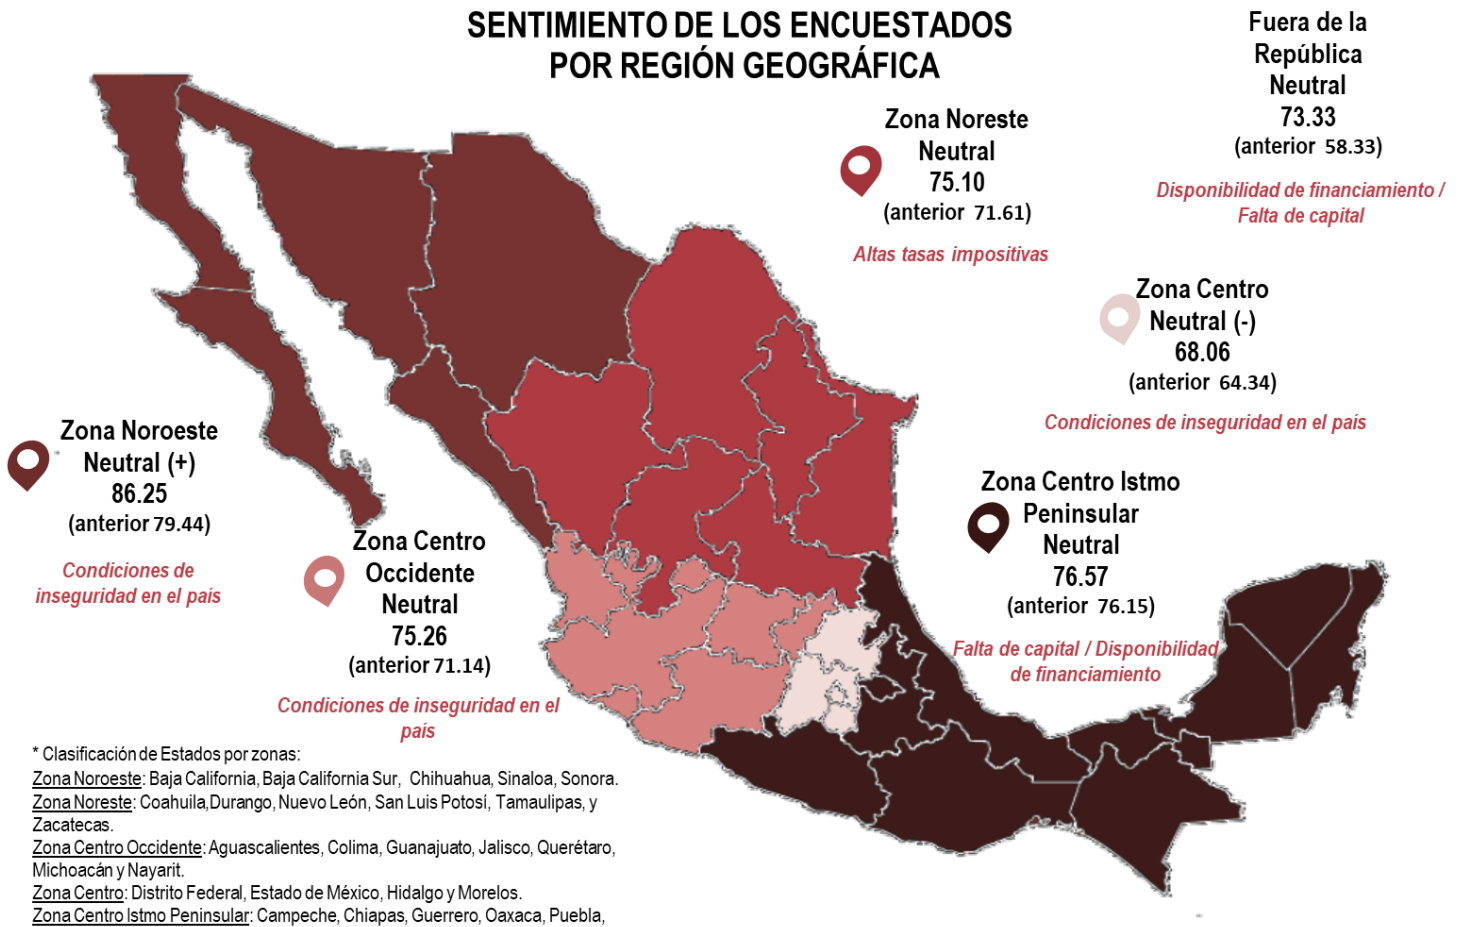 SENTIMIENTO DE LOS ENCUESTADOS
POR REGIÓN GEOGRÁFICA
Fuera de la
República
Neutral
73.33
(anterior 58.33)
Disponibilidad de financiamiento /
Falta de capital
Zona Noreste
Neutral
75.10
(anterior 71.61)
Altas tasas impositivas
Zona Centro
Neutral (-)
68.06
(anterior 64.34)
Condiciones de inseguridad en el país
Zona Noroeste
Neutral (+)
86.25
(anterior 79.44)
Condiciones de
inseguridad en el país
Zona Centro
Occidente
Neutral
75.26
(anterior 71.14)
Condiciones de inseguridad en el
país
Zona Centro Istmo
Peninsular
Neutral
76.57
(anterior 76.15)
Falta de capital / Disponibilidad
de financiamiento
* Clasificación de Estados por zonas:
Zona Noroeste: Baja California, Baja California Sur, Chihuahua, Sinaloa, Sonora.
Zona Noreste: Coahuila,Durango, Nuevo León, San Luis Potosí, Tamaulipas, y
Zacatecas.
Zona Centro Occidente: Aguascalientes, Colima, Guanajuato, Jalisco, Querétaro,
Michoacán y Nayarit.
Zona Centro: Distrito Federal, Estado de México, Hidalgo y Morelos.
Zona Centro Istmo Peninsular: Campeche, Chiapas, Guerrero, Oaxaca, Puebla,